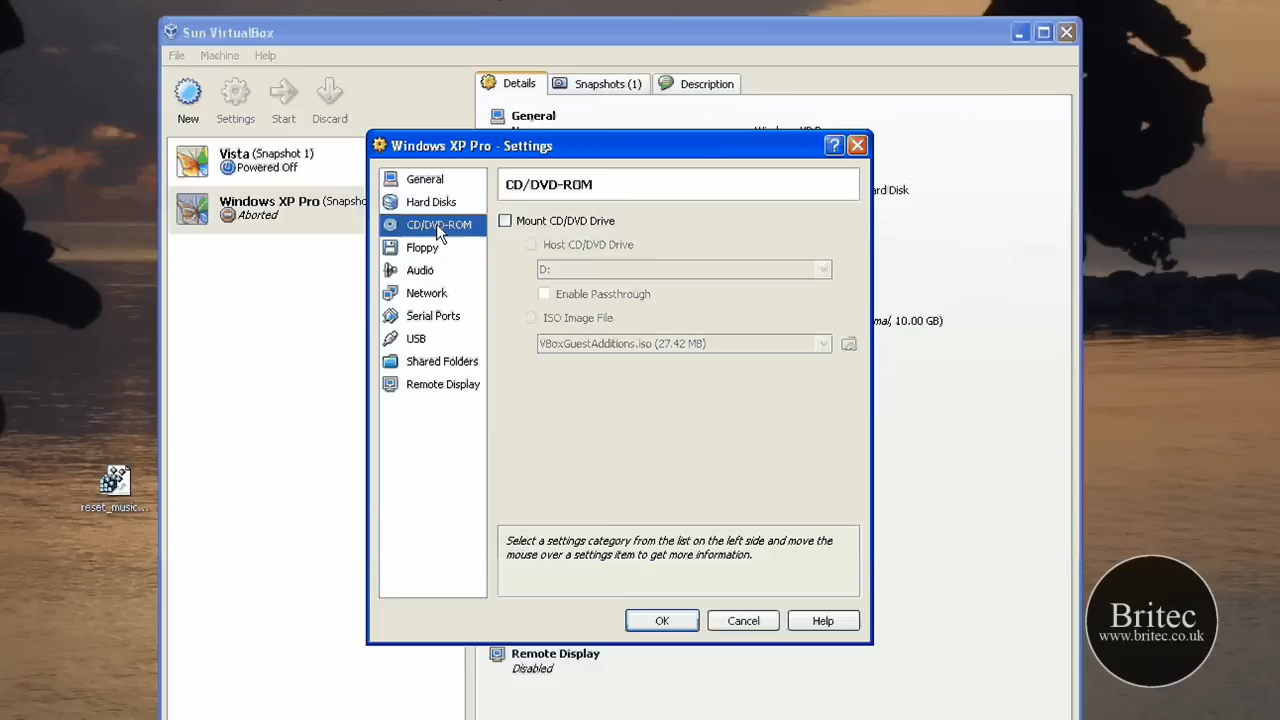 Sun VirtualBox
File Machine Help
New Settings Start Discard
Details Snapshots (1) Description
General
Vista (Snapshot 1)
Powered Off
Windows XP Pro (Snapsho
Aborted
Windows XP Pro - Settings
General
Hard Disks
CD/DVD-ROM
Floppy
Audio
Network
Serial Ports
USB
Shared Folders
Remote Display
CD/DVD-ROM
Mount CD/DVD Drive
Host CD/DVD Drive
D:
Enable Passthrough
ISO Image File
VBoxGuestAdditions.iso (27.42 MB)
Select a settings category from the list on the left side and move the
mouse over a settings item to get more information.
OK Cancel Help
ard Disk
mal, 10.00 GB)
Remote Display
Disabled
reset_music...
Britec
www.britec.co.uk